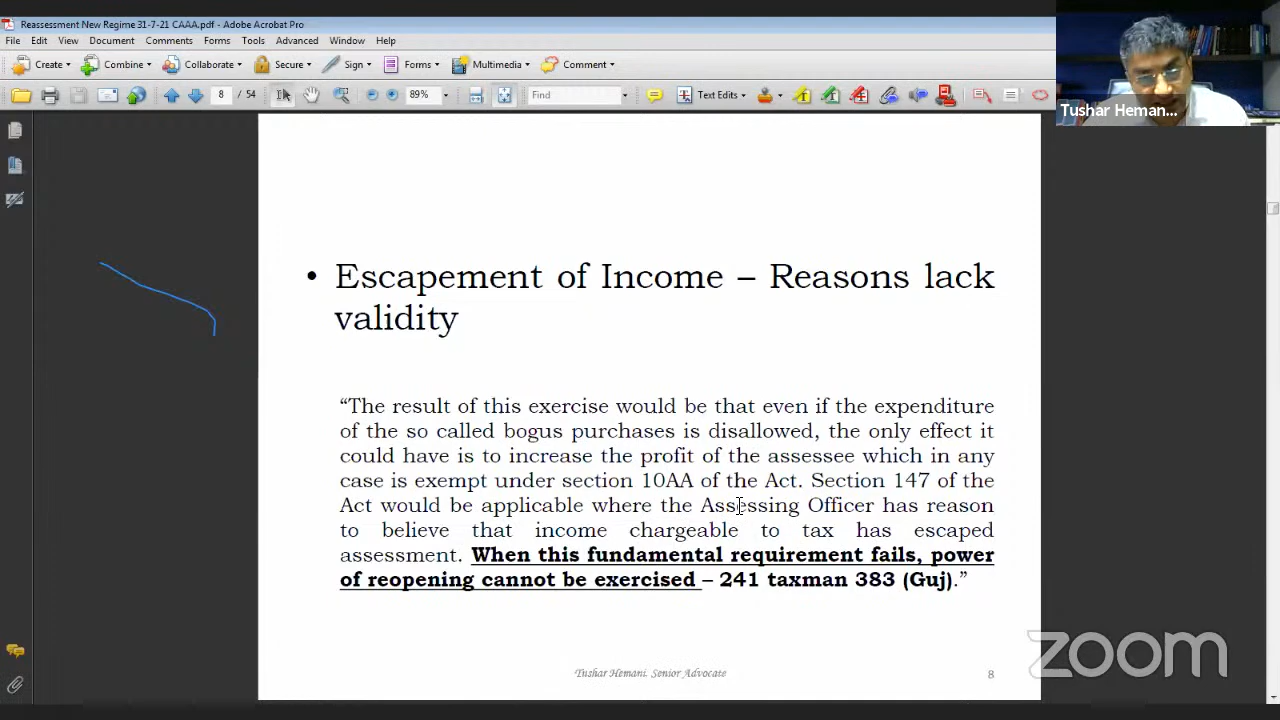 Reassessment New Regime 31-7-21 CAAA.pdf - Adobe Acrobat Pro
File Edit View Document Comments Forms Tools Advanced Window Help
Create Combine Collaborate Secure Sign Forms Multimedia Comment
8 / 54 89% Find Text Edits
Tushar Heman...
• Escapement of Income – Reasons lack
validity
“The result of this exercise would be that even if the expenditure
of the so called bogus purchases is disallowed, the only effect it
could have is to increase the profit of the assessee which in any
case is exempt under section 10AA of the Act. Section 147 of the
Act would be applicable where the Assessing Officer has reason
to believe that income chargeable to tax has escaped
assessment. When this fundamental requirement fails, power
of reopening cannot be exercised – 241 taxman 383 (Guj).”
Tushar Hemani, Senior Advocate
8
zoom